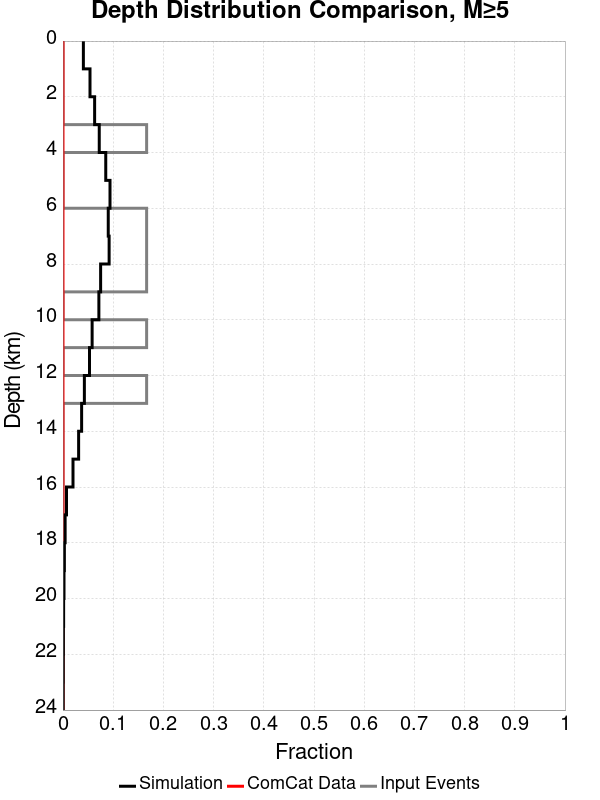 Depth Distribution Comparison, M≥5
0
2
4
6
8
10
12
14
16
18
20
22
24
Depth (km)
0 0.1 0.2 0.3 0.4 0.5 0.6 0.7 0.8 0.9 1
Fraction
Simulation ComCat Data Input Events